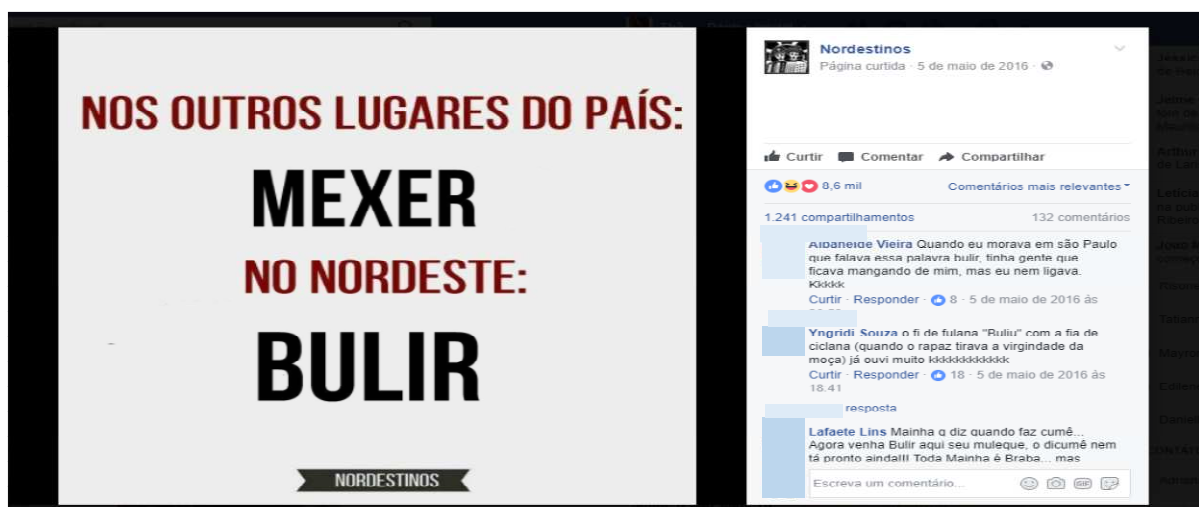 NOS OUTROS LUGARES DO PAÍS:
MEXER
NO NORDESTE:
BULIR
NORDESTINOS
Nordestinos
Página curtida · 5 de maio de 2016 ·
Curtir Comentar Compartilhar
8,6 mil Comentários mais relevantes
1.241 compartilhamentos 132 comentários
Albaneide Vieira Quando eu morava em são Paulo
que falava essa palavra bulir, tinha gente que
ficava mangando de mim, mas eu nem ligava.
Kkkkk
Curtir · Responder · 8 · 5 de maio de 2016 às
Yngridi Souza o fi de fulana "Buliu" com a fia de
ciclana (quando o rapaz tirava a virgindade da
moça) já ouvi muito kkkkkkkkkkkk
Curtir · Responder · 18 · 5 de maio de 2016 às
18:41
resposta
Lafaete Lins Mainha q diz quando faz cumê...
Agora venha Bulir aqui seu muleque, o dicumê nem
tá pronto ainda!!! Toda Mainha é Braba... mas
Escreva um comentário... GIF